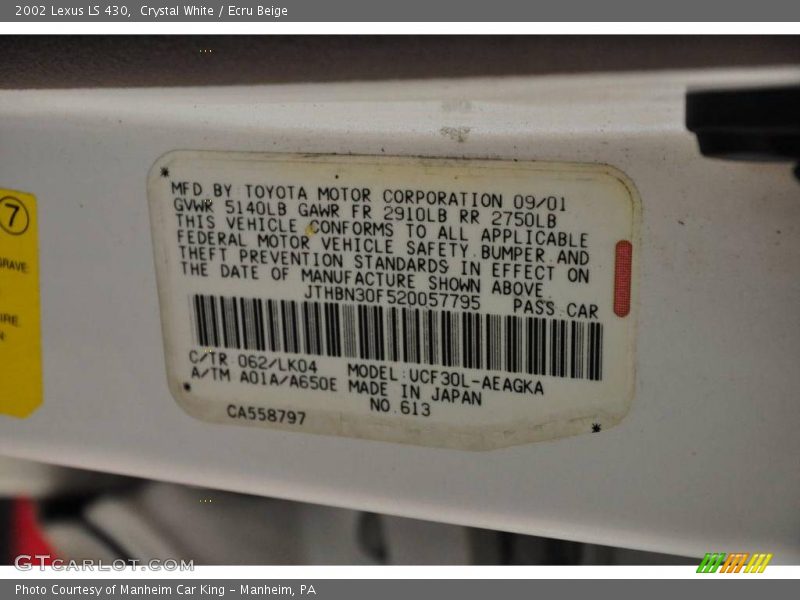 2002 Lexus LS 430,  Crystal White / Ecru Beige
7
GRAVE
MFD BY TOYOTA MOTOR CORPORATION 09/01
GVWR 5140LB GAWR FR 2910LB RR 2750LB
THIS VEHICLE CONFORMS TO ALL APPLICABLE
FEDERAL MOTOR VEHICLE SAFETY.BUMPER.AND
THEFT PREVENTION STANDARDS IN EFFECT ON
THE DATE OF MANUFACTURE SHOWN ABOVE.
JTHBN30F520057795 PASS.CAR
C/TR 062/LK04 MODEL:UCF30L-AEAGKA
A/TM A01A/A650E MADE IN JAPAN
CA558797 NO.613
GTCARLOT.COM
Photo Courtesy of Manheim Car King - Manheim, PA